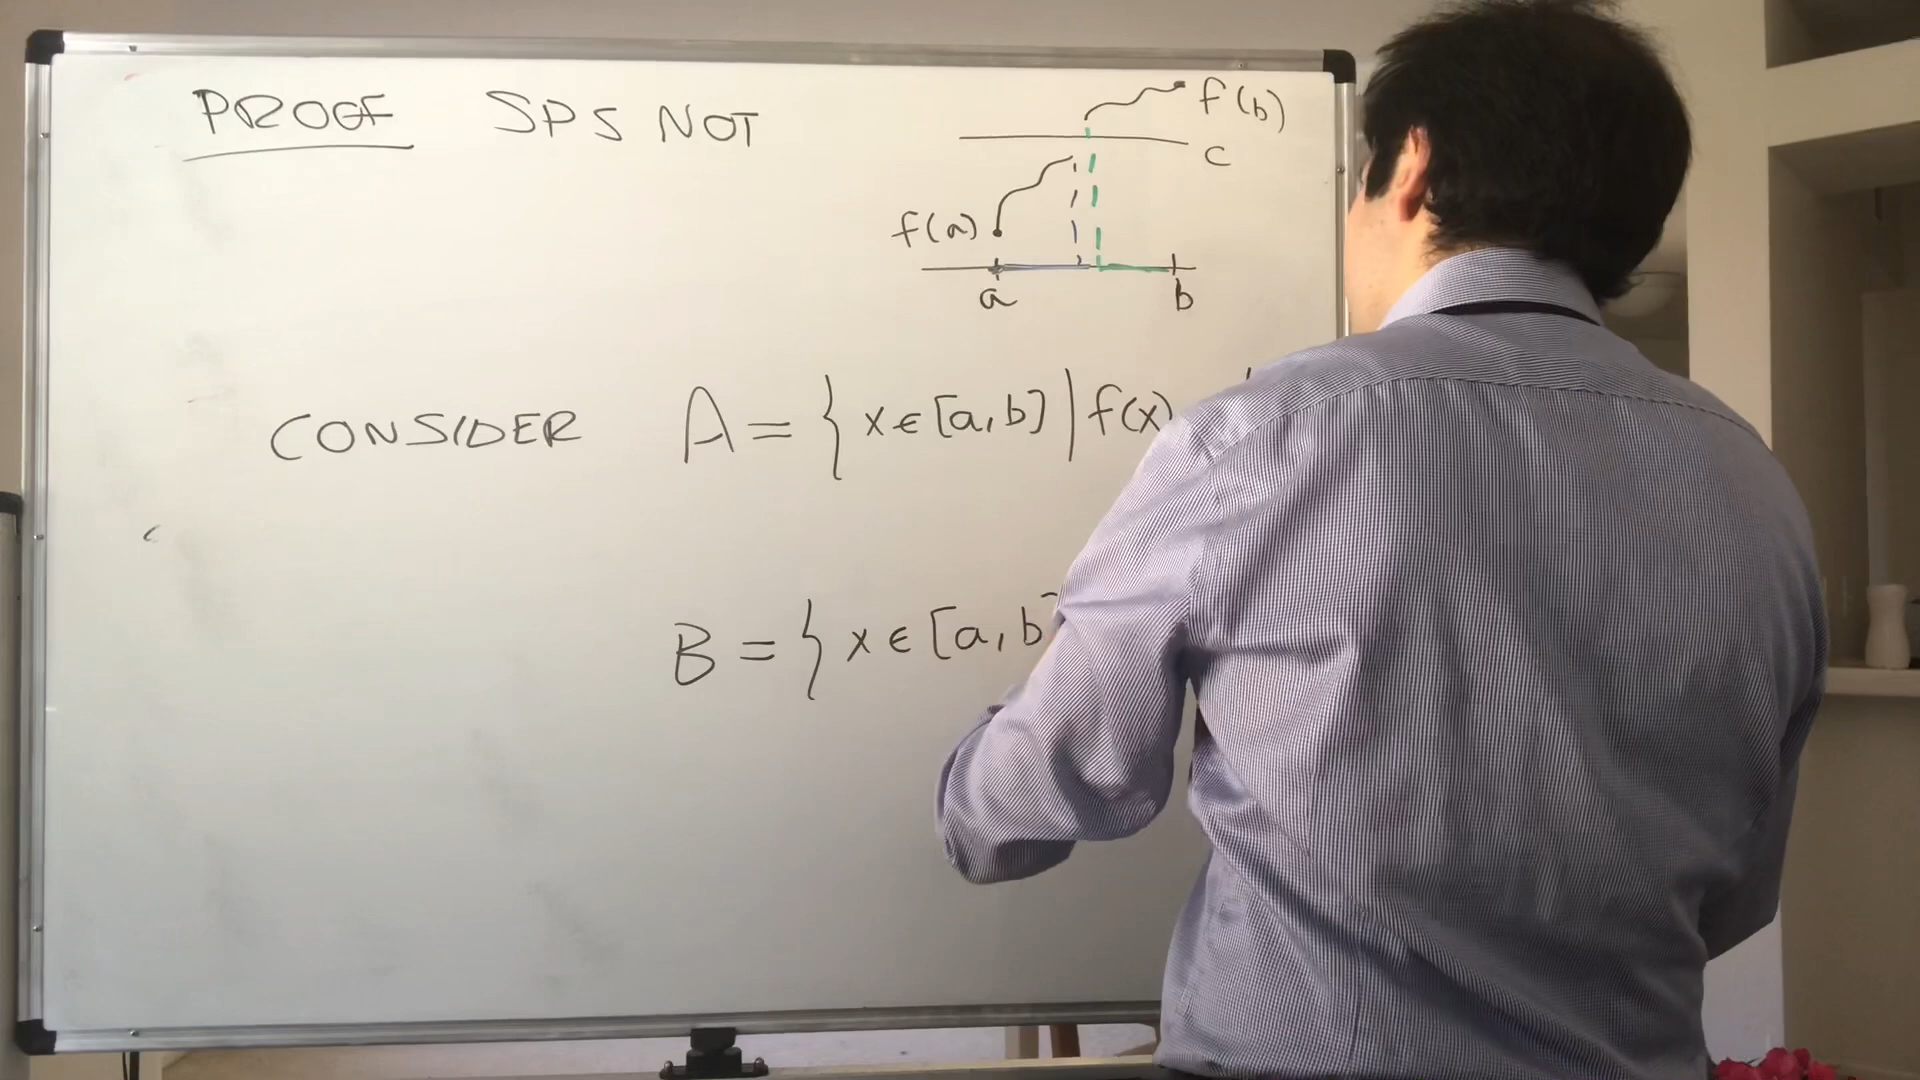 PROOF SPS NOT
f(b)
c
f(a)
a b
CONSIDER A = { x ∈ [a, b] | f(x)
B = { x ∈ [a, b]